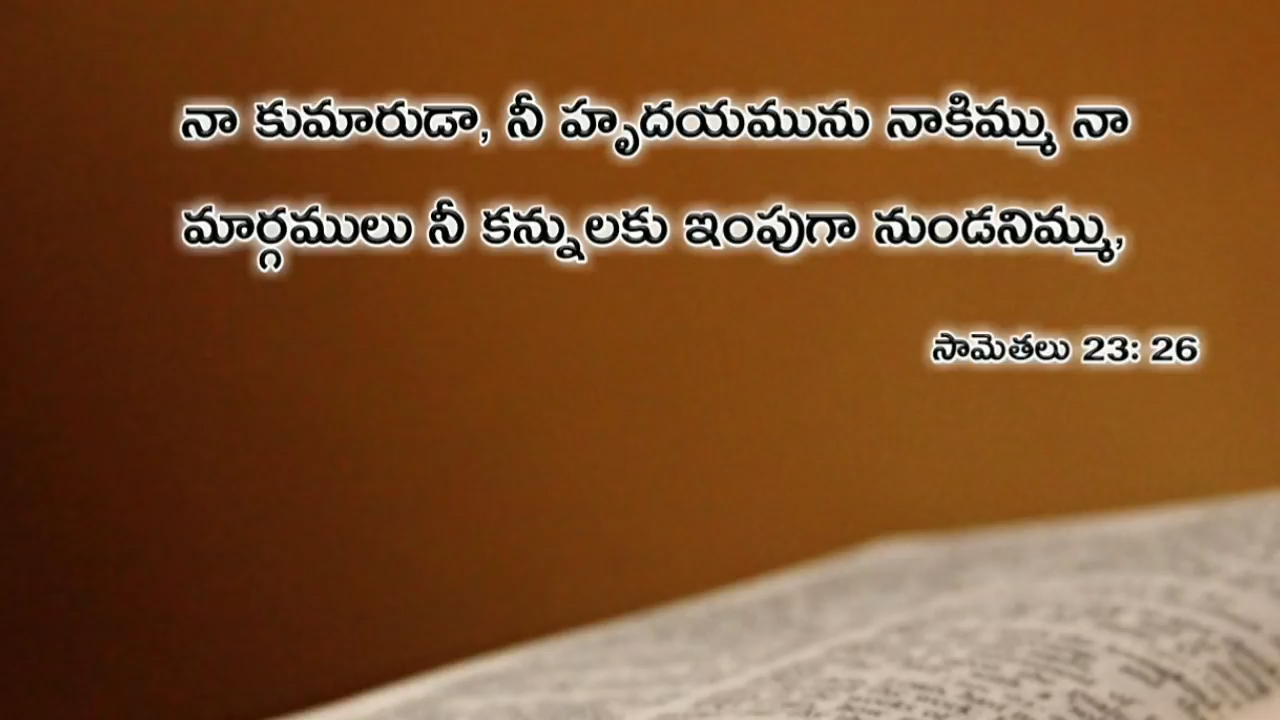 నా కుమారుడా, నీ హృదయమును నాకిమ్ము నా
మార్గములు నీ కన్నులకు ఇంపుగా నుండనిమ్ము,
సామెతలు 23: 26